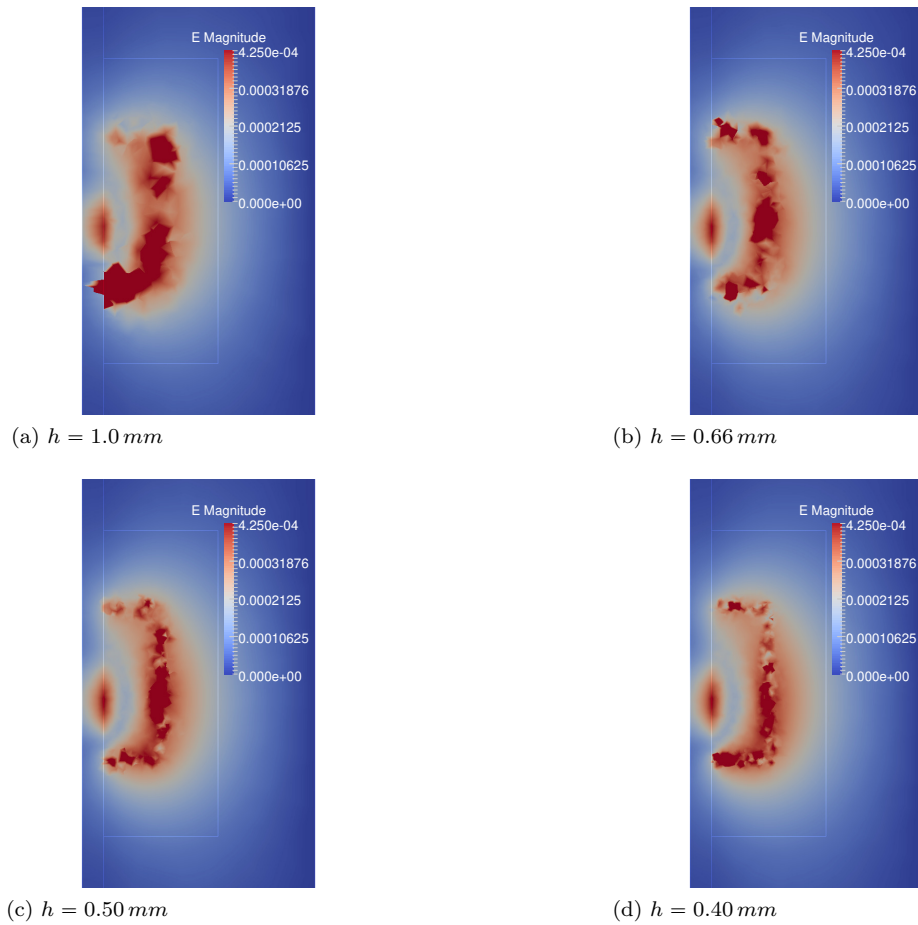 E Magnitude
4.250e-04
0.00031876
0.0002125
0.00010625
0.000e+00
(a) h = 1.0 mm
E Magnitude
4.250e-04
0.00031876
0.0002125
0.00010625
0.000e+00
(b) h = 0.66 mm
E Magnitude
4.250e-04
0.00031876
0.0002125
0.00010625
0.000e+00
(c) h = 0.50 mm
E Magnitude
4.250e-04
0.00031876
0.0002125
0.00010625
0.000e+00
(d) h = 0.40 mm